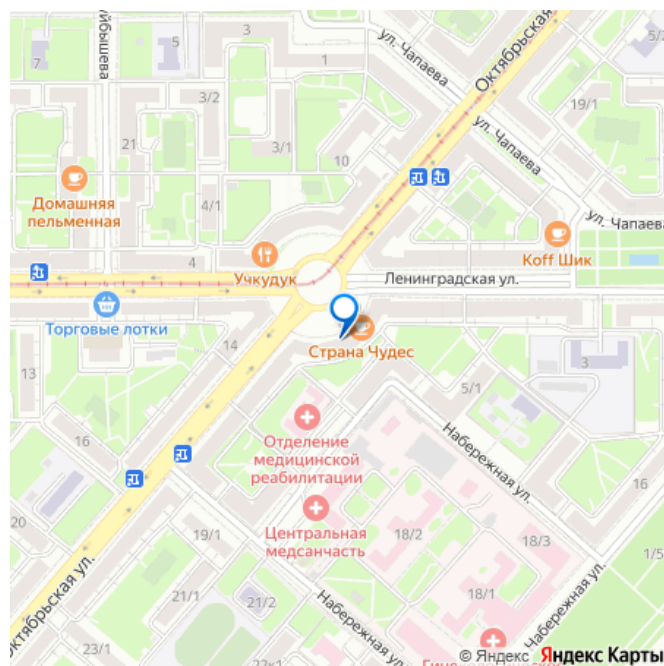 йбышева
7
5
3
1
5/2
3/2
21
3/1
10
19/1
ул. Чапаева
Октябрьская
ул. Чапаева
ул. Чапаева
Домашняя
пельменная
4/1
4
Учкудук
Koff Шик
Ленинградская ул.
Торговые лотки
14
Страна Чудес
13
16
5/1
3
Отделение
медицинской
реабилитации
Набережная ул.
16
20
19/1
Центральная
медсанчасть
18/2
18/3
Октябрьская ул.
21/1
21/2
18/1
Набережная ул.
Набережная ул.
1/5
23/1
© Яндекс Яндекс Карты